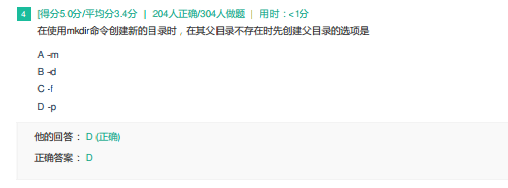 4 [得分5.0分/平均分3.4分 | 204人正确/304人做题 | 用时:<1分
在使用mkdir命令创建新的目录时，在其父目录不存在时先创建父目录的选项是
A -m
B -d
C -f
D -p
他的回答： D (正确)
正确答案： D